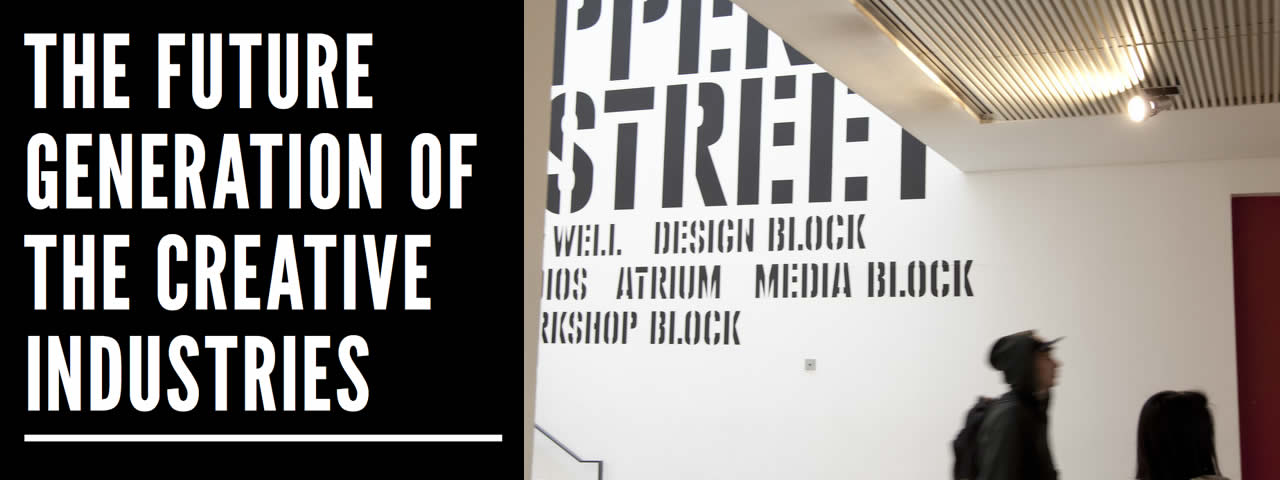 THE FUTURE
GENERATION OF
THE CREATIVE
INDUSTRIES
STREET
WELL DESIGN BLOCK
ATRIUM MEDIA BLOCK
BLOCK